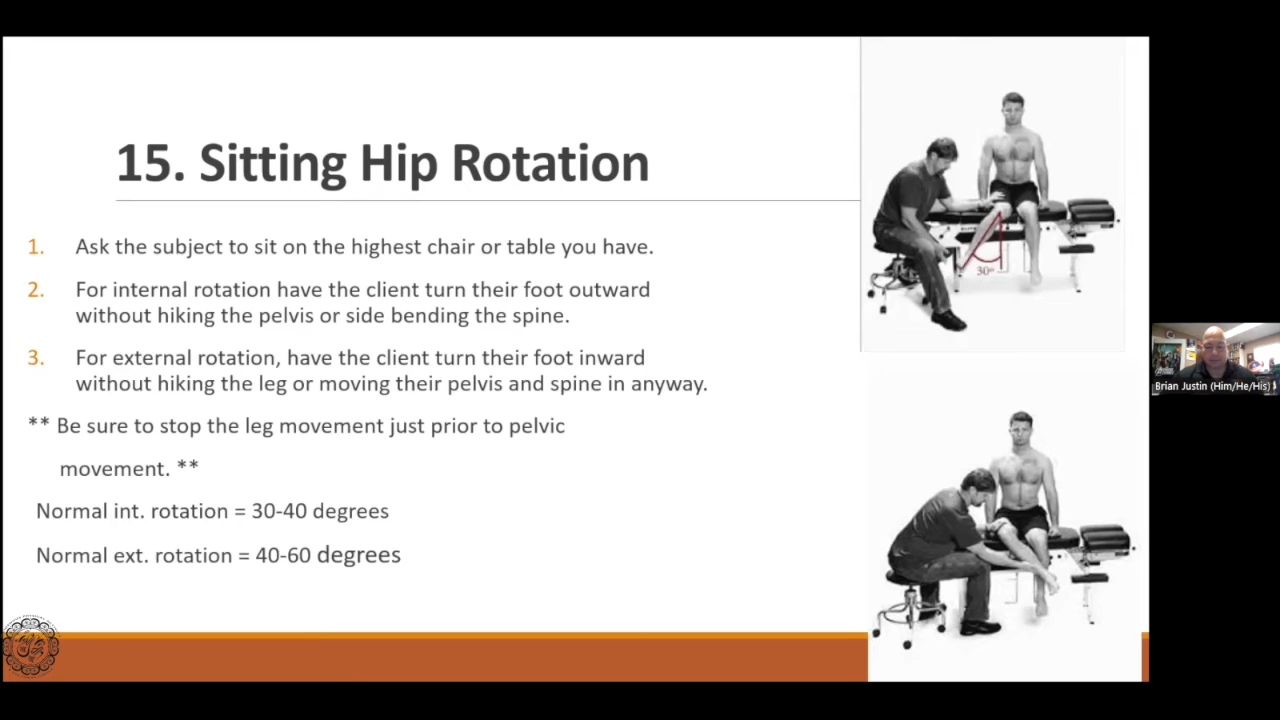 15. Sitting Hip Rotation
1. Ask the subject to sit on the highest chair or table you have.
2. For internal rotation have the client turn their foot outward
without hiking the pelvis or side bending the spine.
3. For external rotation, have the client turn their foot inward
without hiking the leg or moving their pelvis and spine in anyway.
** Be sure to stop the leg movement just prior to pelvic
movement. **
Normal int. rotation = 30-40 degrees
Normal ext. rotation = 40-60 degrees
30°
Brian Justin (Him/He/His)